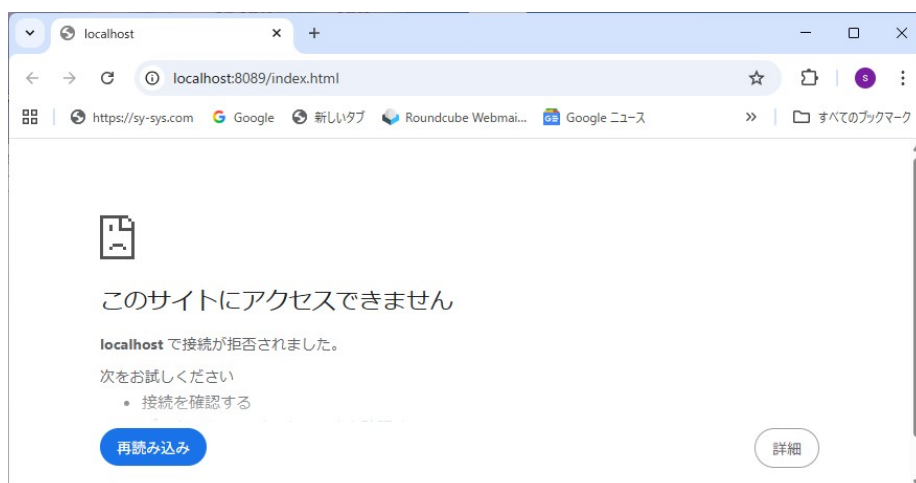 localhost
localhost:8089/index.html
S
https://sy-sys.com Google 新しいタブ Roundcube Webmai... Google ニュース » すべてのブックマーク
このサイトにアクセスできません
localhost で接続が拒否されました。
次をお試しください
接続を確認する
再読み込み 詳細